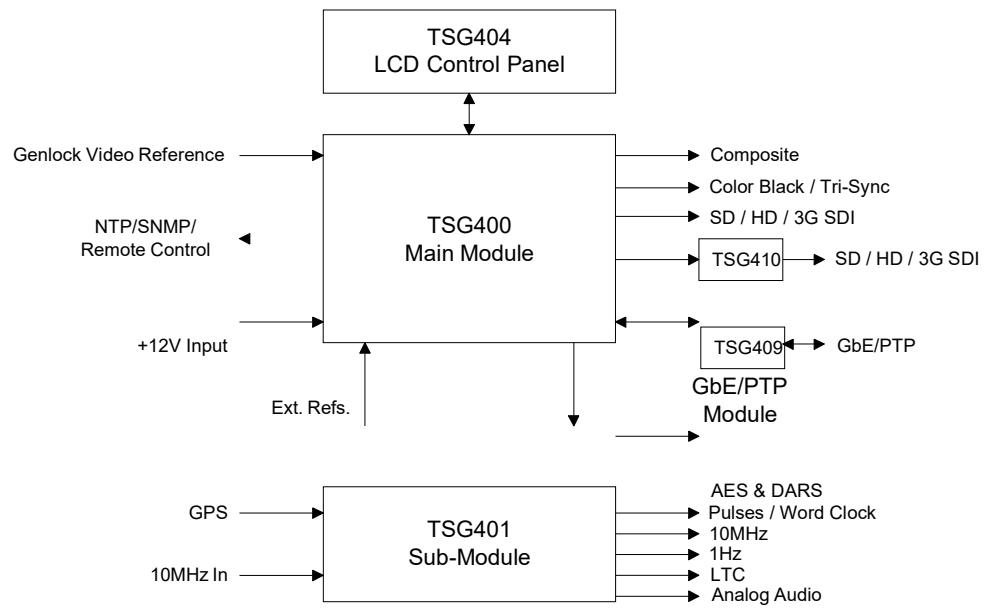 TSG404
LCD Control Panel
Genlock Video Reference
NTP/SNMP/
Remote Control
+12V Input
TSG400
Main Module
Composite
Color Black / Tri-Sync
SD / HD / 3G SDI
TSG410
SD / HD / 3G SDI
TSG409
GbE/PTP
GbE/PTP
Module
Ext. Refs.
GPS
10MHz In
TSG401
Sub-Module
AES & DARS
Pulses / Word Clock
10MHz
1Hz
LTC
Analog Audio